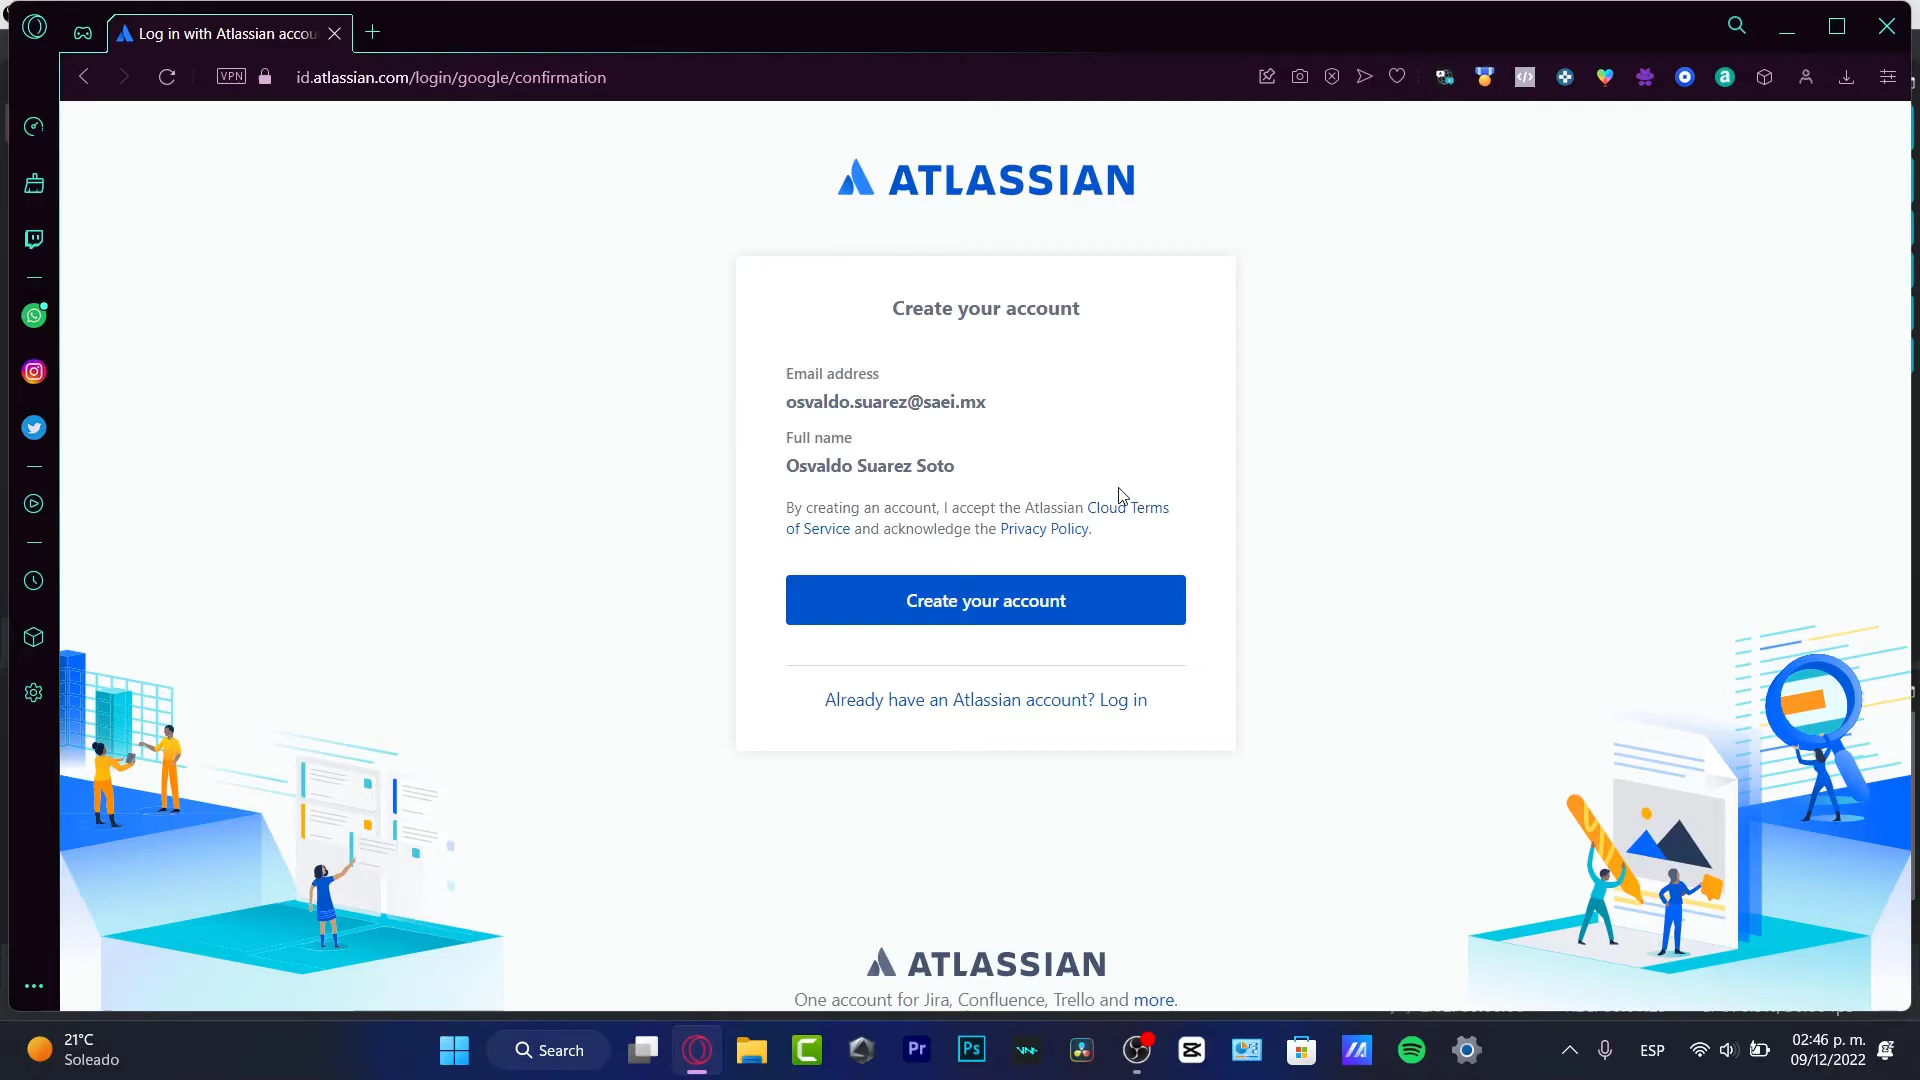 Log in with Atlassian accou
VPN
id.atlassian.com/login/google/confirmation
ATLASSIAN
Create your account
Email address
osvaldo.suarez@saei.mx
Full name
Osvaldo Suarez Soto
By creating an account, I accept the Atlassian Cloud Terms
of Service and acknowledge the Privacy Policy.
Create your account
Already have an Atlassian account? Log in
ATLASSIAN
One account for Jira, Confluence, Trello and more.
21°C
Soleado
Search
Pr
Ps
ESP
02:46 p. m.
09/12/2022